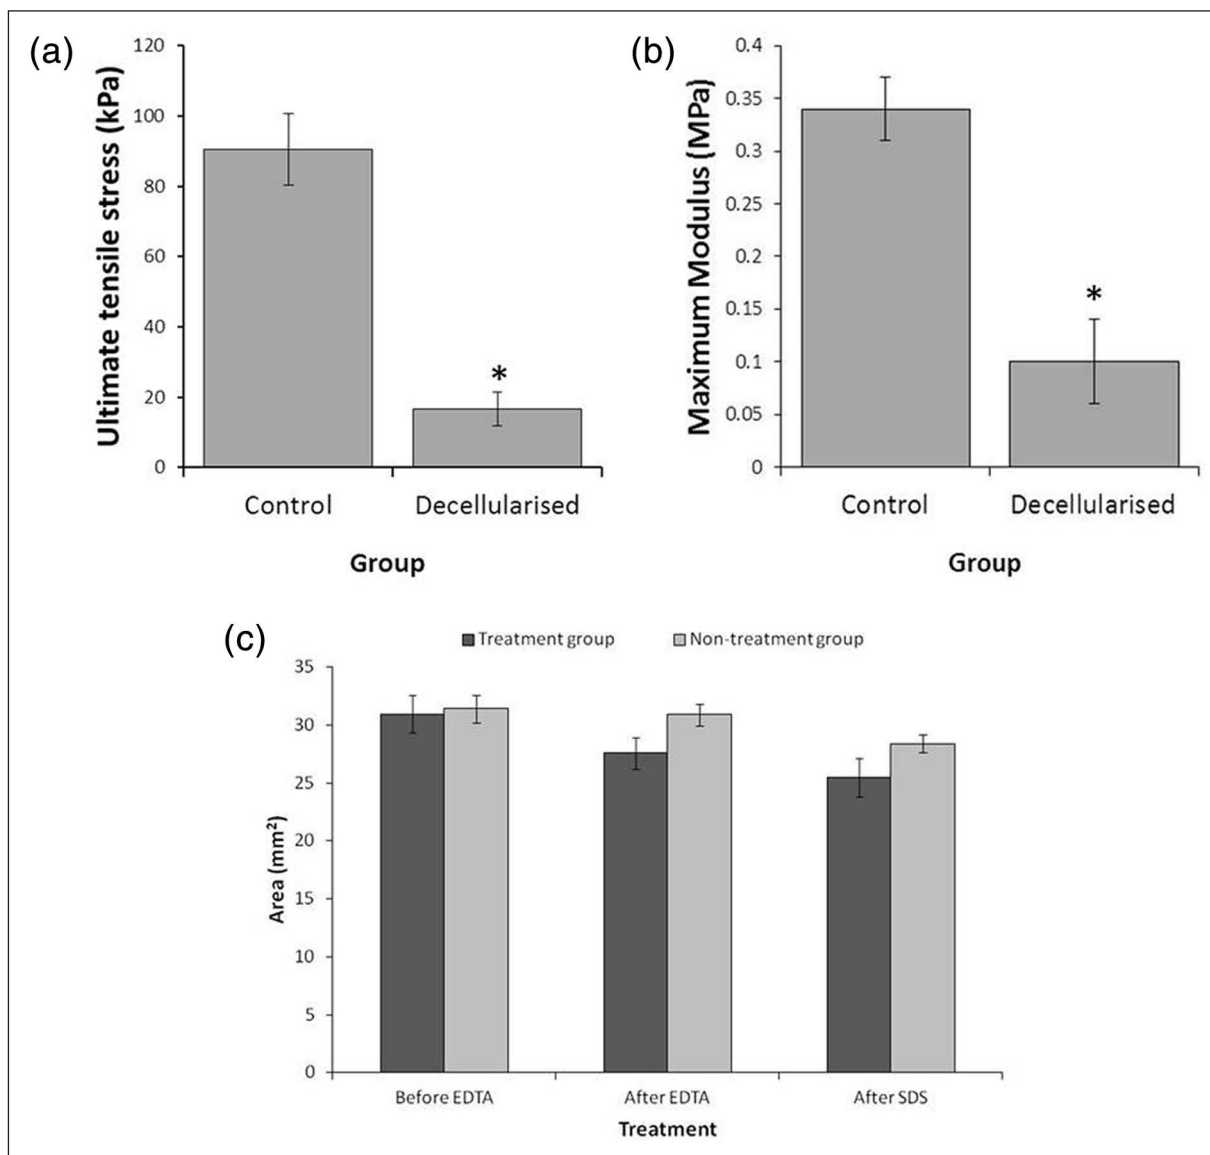 (a)
Ultimate tensile stress (kPa)
120
100
80
60
40
20
0
*
Control Decellularised
Group
(b)
Maximum Modulus (MPa)
0.4
0.35
0.3
0.25
0.2
0.15
0.1
0.05
0
*
Control Decellularised
Group
(c)
Treatment group Non-treatment group
Area (mm²)
35
30
25
20
15
10
5
0
Before EDTA After EDTA After SDS
Treatment